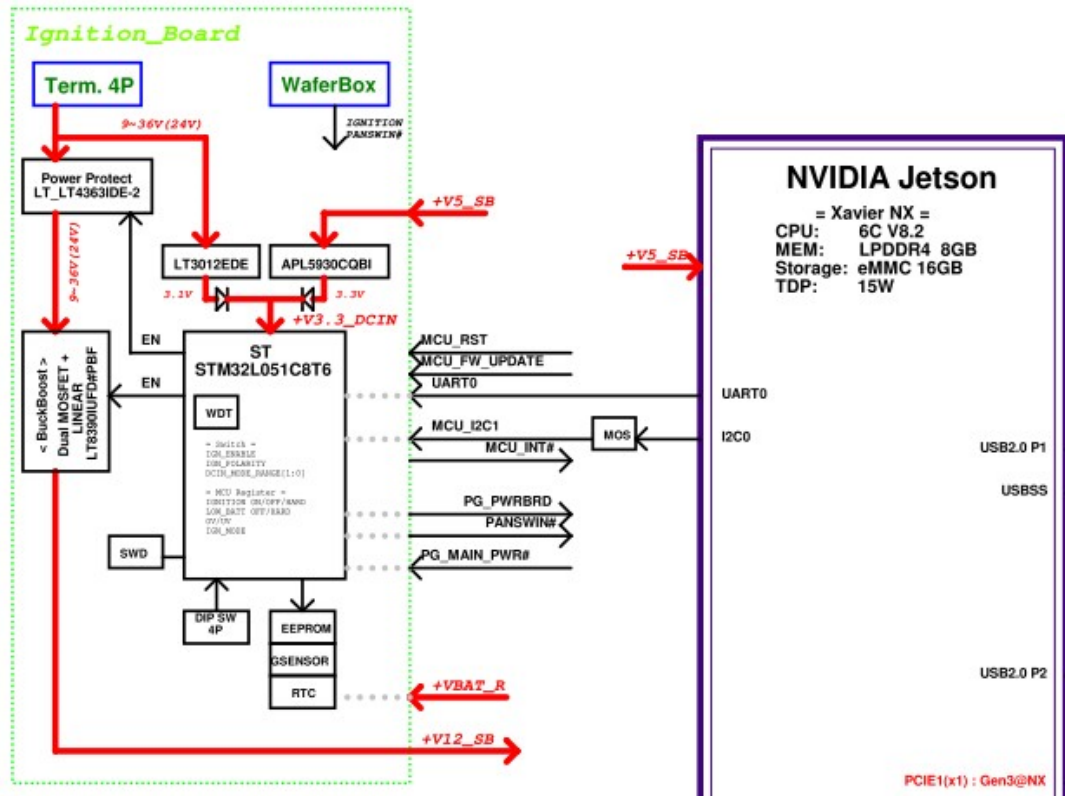 Ignition_Board
Term. 4P
WaferBox
9~36V(24V)
IGNITION
PANSWIN#
Power Protect
LT_LT4363IDE-2
+V5_SB
9~36V(24V)
LT3012EDE
APL5930CQBI
3.1V
3.3V
+V3.3_DCIN
EN
EN
ST
STM32L051C8T6
WDT
= Switch =
IGN_ENABLE
IGN_POLARITY
DCIN_MODE_RANGE[1:0]
= MCU Register =
IGNITION ON/OFF/HARD
LOW_BATT OFF/HARD
OV/UV
IGN_MODE
< BuckBoost >
Dual MOSFET +
LINEAR
LT8390IUFD#PBF
SWD
DIP SW
4P
EEPROM
GSENSOR
RTC
MCU_RST
MCU_FW_UPDATE
UART0
MCU_I2C1
MOS
MCU_INT#
PG_PWRBRD
PANSWIN#
PG_MAIN_PWR#
+VBAT_R
+V12_SB
+V5_SB
NVIDIA Jetson
= Xavier NX =
CPU: 6C V8.2
MEM: LPDDR4 8GB
Storage: eMMC 16GB
TDP: 15W
UART0
I2C0
USB2.0 P1
USBSS
USB2.0 P2
PCIE1(x1) : Gen3@NX